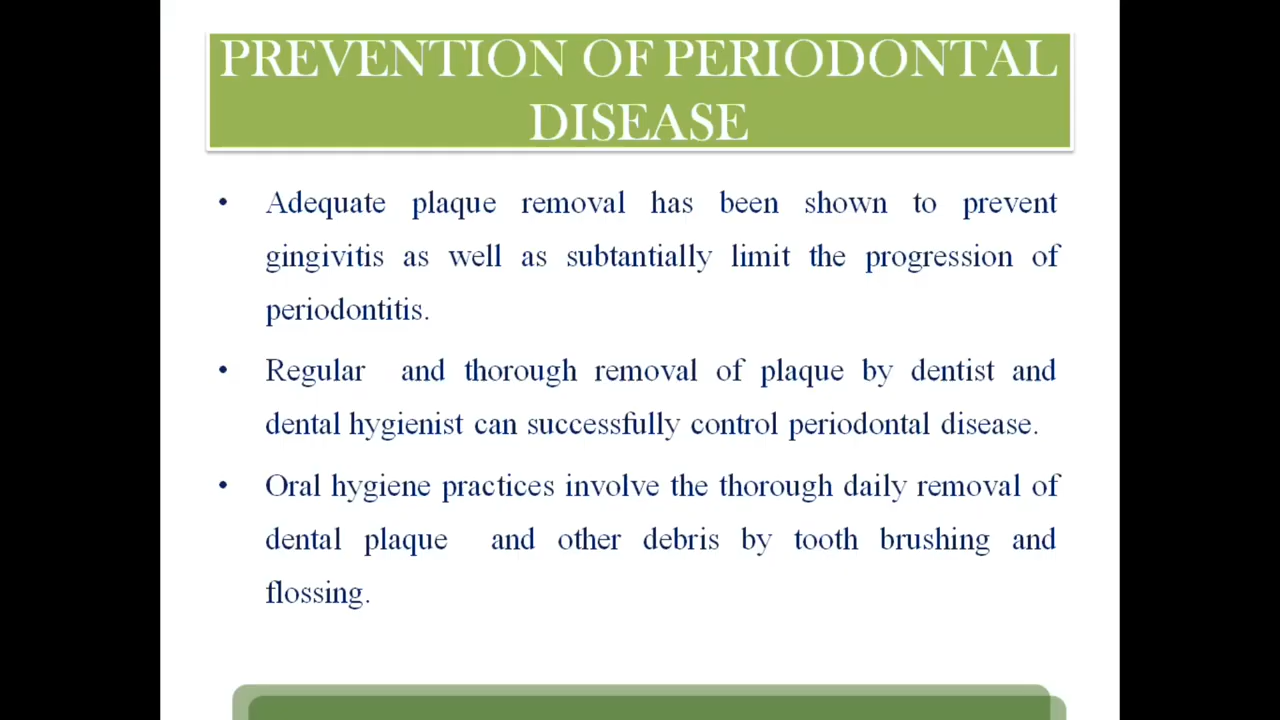 PREVENTION OF PERIODONTAL
DISEASE
• Adequate plaque removal has been shown to prevent
gingivitis as well as subtantially limit the progression of
periodontitis.
• Regular and thorough removal of plaque by dentist and
dental hygienist can successfully control periodontal disease.
• Oral hygiene practices involve the thorough daily removal of
dental plaque and other debris by tooth brushing and
flossing.